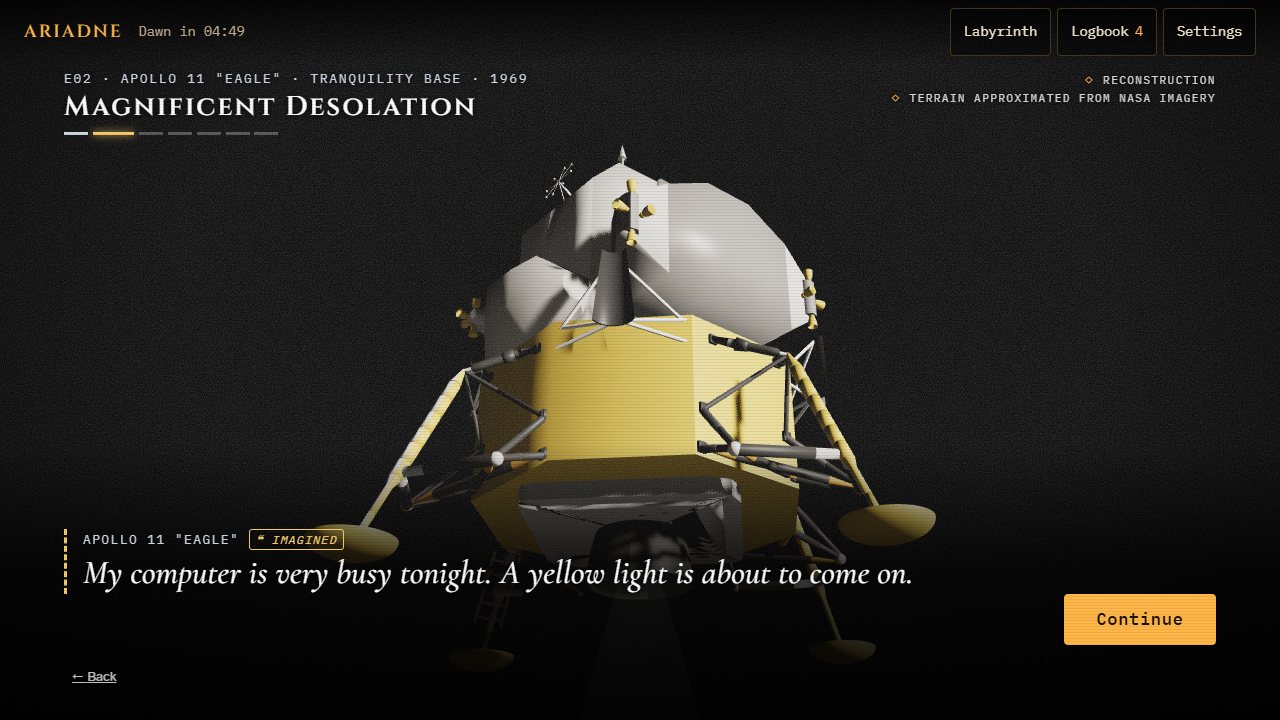 ARIADNE Dawn in 04:49 Labyrinth Logbook 4 Settings
E02 · APOLLO 11 "EAGLE" · TRANQUILITY BASE · 1969
Magnificent Desolation
◇ RECONSTRUCTION
◇ TERRAIN APPROXIMATED FROM NASA IMAGERY
APOLLO 11 "EAGLE" ❝ IMAGINED
My computer is very busy tonight. A yellow light is about to come on.
Continue
← Back